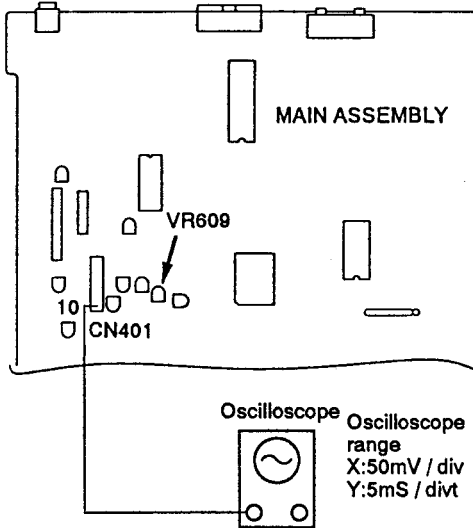 MAIN ASSEMBLY
VR609
10
CN401
Oscilloscope
Oscilloscope
range
X:50mV / div
Y:5mS / divt